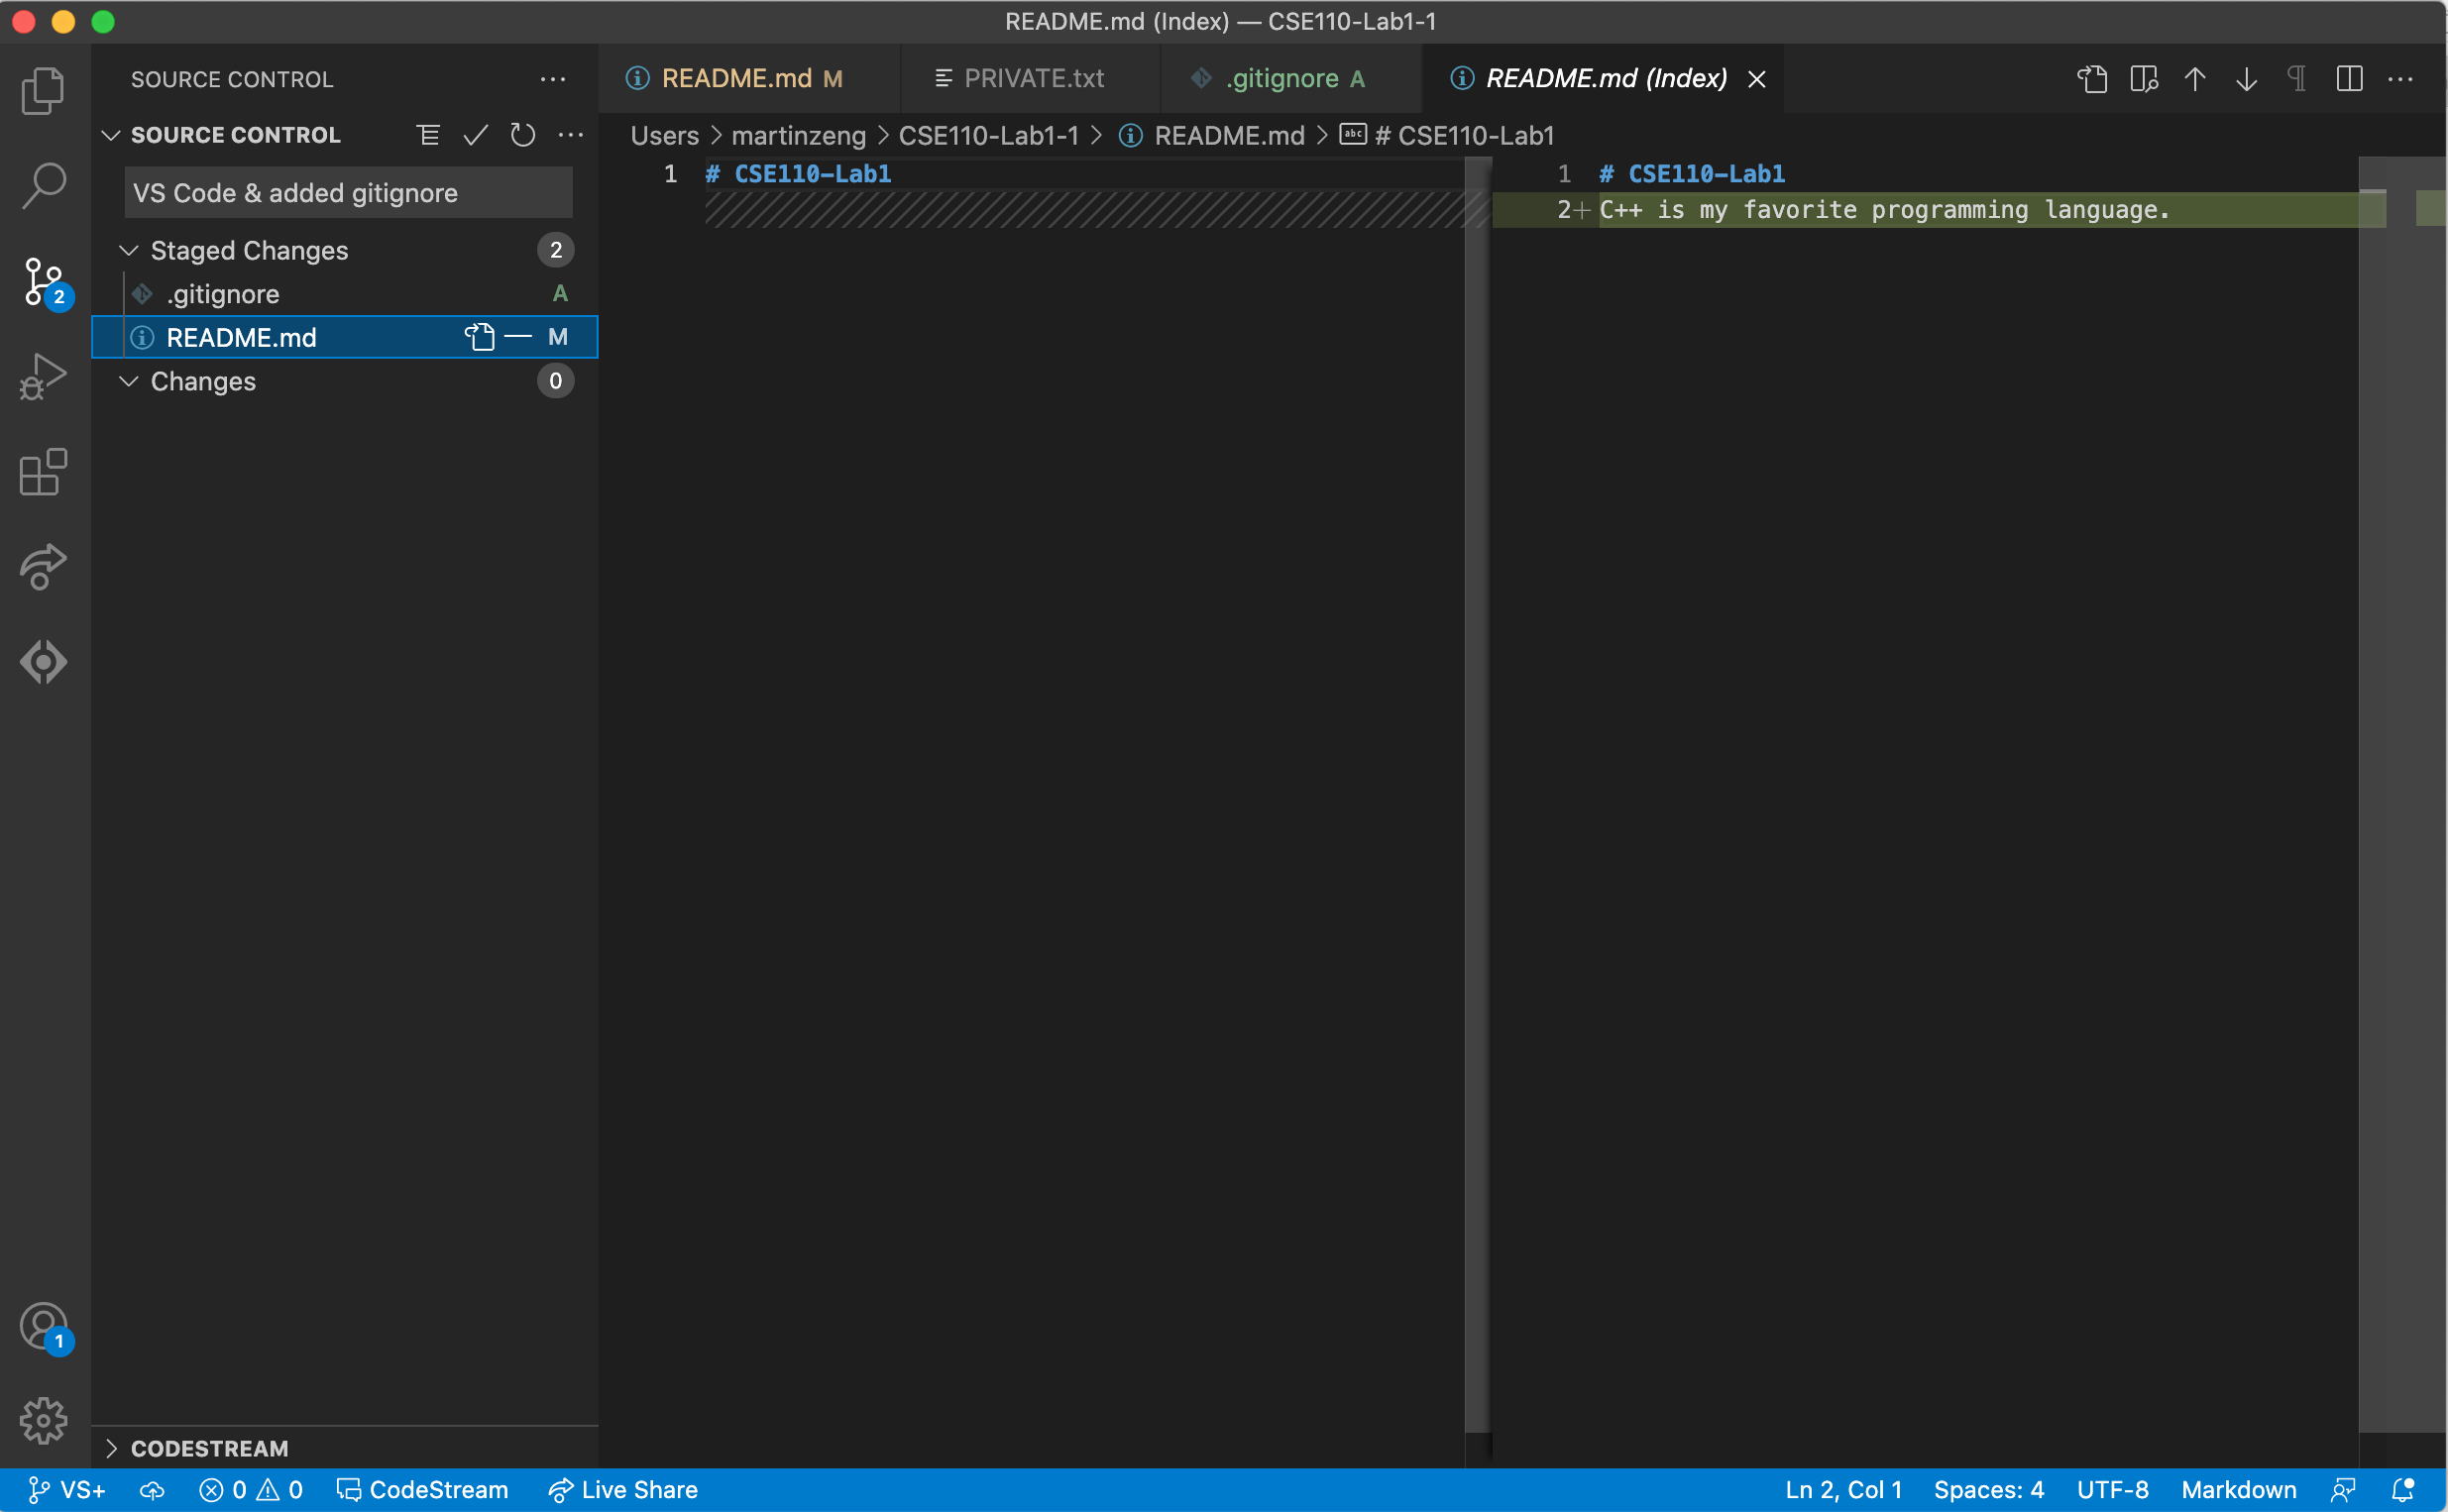 README.md (Index) — CSE110-Lab1-1
SOURCE CONTROL
README.md M
PRIVATE.txt
.gitignore A
README.md (Index)
SOURCE CONTROL
Users > martinzeng > CSE110-Lab1-1 > README.md > abc # CSE110-Lab1
VS Code & added gitignore
Staged Changes 2
.gitignore A
README.md M
Changes 0
1 # CSE110-Lab1
1 # CSE110-Lab1
2+ C++ is my favorite programming language.
2
1
CODESTREAM
VS+ 0 0 CodeStream Live Share
Ln 2, Col 1 Spaces: 4 UTF-8 Markdown